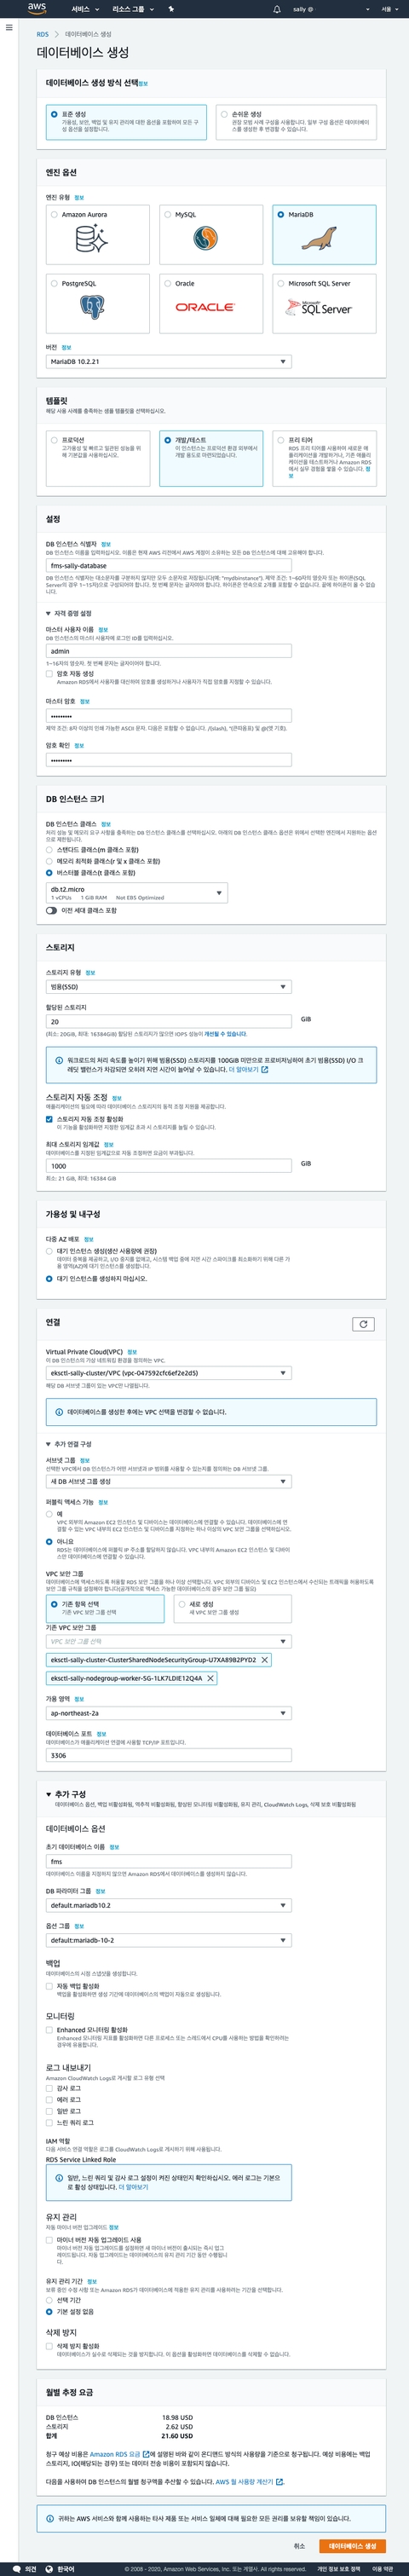 aws 서비스 리소스 그룹 sally @ 서울
RDS > 데이터베이스 생성
데이터베이스 생성
데이터베이스 생성 방식 선택정보
표준 생성
가용성, 보안, 백업 및 유지 관리에 대한 옵션을 포함하여 모든 구
성 옵션을 설정합니다.
손쉬운 생성
권장 모범 사례 구성을 사용합니다. 일부 구성 옵션은 데이터베이
스를 생성한 후 변경할 수 있습니다.
엔진 옵션
엔진 유형 정보
Amazon Aurora
MySQL
MariaDB
PostgreSQL
Oracle
ORACLE
Microsoft SQL Server
Microsoft SQL Server
버전 정보
MariaDB 10.2.21
템플릿
해당 사용 사례를 충족하는 샘플 템플릿을 선택하십시오.
프로덕션
고가용성 및 빠르고 일관된 성능을 위
해 기본값을 사용하십시오.
개발/테스트
이 인스턴스는 프로덕션 환경 외부에서
개발 용도로 마련되었습니다.
프리 티어
RDS 프리 티어를 사용하여 새로운 애
플리케이션을 개발하거나, 기존 애플리
케이션을 테스트하거나 Amazon RDS
에서 실무 경험을 쌓을 수 있습니다. 정
보
설정
DB 인스턴스 식별자 정보
DB 인스턴스 이름을 입력하십시오. 이름은 현재 AWS 리전에서 AWS 계정이 소유하는 모든 DB 인스턴스에 대해 고유해야 합니다.
fms-sally-database
DB 인스턴스 식별자는 대소문자를 구분하지 않지만 모두 소문자로 저장됩니다(예: "mydbinstance"). 제약 조건: 1~60자의 영숫자 또는 하이픈(SQL
Server의 경우 1~15자)으로 구성되어야 합니다. 첫 번째 문자는 글자여야 합니다. 하이픈은 연속으로 2개를 포함할 수 없습니다. 끝에 하이픈이 올 수 없습
니다.
자격 증명 설정
마스터 사용자 이름 정보
DB 인스턴스의 마스터 사용자에 로그인 ID를 입력하십시오.
admin
1~16자의 영숫자. 첫 번째 문자는 글자이어야 합니다.
암호 자동 생성
Amazon RDS에서 사용자를 대신하여 암호를 생성하거나 사용자가 직접 암호를 지정할 수 있습니다.
마스터 암호 정보
•••••••••
제약 조건: 8자 이상의 인쇄 가능한 ASCII 문자. 다음은 포함할 수 없습니다. /(slash), "(큰따옴표) 및 @(앳 기호).
암호 확인 정보
•••••••••
DB 인스턴스 크기
DB 인스턴스 클래스 정보
처리 성능 및 메모리 요구 사항을 충족하는 DB 인스턴스 클래스를 선택하십시오. 아래의 DB 인스턴스 클래스 옵션은 위에서 선택한 엔진에서 지원하는 옵션
으로 제한됩니다.
스탠다드 클래스(m 클래스 포함)
메모리 최적화 클래스(r 및 x 클래스 포함)
버스터블 클래스(t 클래스 포함)
db.t2.micro
1 vCPUs 1 GiB RAM Not EBS Optimized
이전 세대 클래스 포함
스토리지
스토리지 유형 정보
범용(SSD)
할당된 스토리지
20 GiB
(최소: 20GiB, 최대: 16384GiB) 할당된 스토리지가 많으면 IOPS 성능이 개선될 수 있습니다.
워크로드의 처리 속도를 높이기 위해 범용(SSD) 스토리지를 100GiB 미만으로 프로비저닝하여 초기 범용(SSD) I/O 크
레딧 밸런스가 차감되면 오히려 지연 시간이 늘어날 수 있습니다. 더 알아보기
스토리지 자동 조정 정보
애플리케이션의 필요에 따라 데이터베이스 스토리지의 동적 조정 지원을 제공합니다.
스토리지 자동 조정 활성화
이 기능을 활성화하면 지정한 임계값 초과 시 스토리지를 늘릴 수 있습니다.
최대 스토리지 임계값 정보
데이터베이스를 지정된 임계값으로 자동 조정하면 요금이 부과됩니다.
1000 GiB
최소: 21 GiB, 최대: 16384 GiB
가용성 및 내구성
다중 AZ 배포 정보
대기 인스턴스 생성(생산 사용량에 권장)
데이터 중복을 제공하고, I/O 중지를 없애고, 시스템 백업 중에 지연 시간 스파이크를 최소화하기 위해 다른 가
용 영역(AZ)에 대기 인스턴스를 생성합니다.
대기 인스턴스를 생성하지 마십시오.
연결
Virtual Private Cloud(VPC) 정보
이 DB 인스턴스의 가상 네트워킹 환경을 정의하는 VPC.
eksctl-sally-cluster/VPC (vpc-047592cfc6ef2e2d5)
해당 DB 서브넷 그룹이 있는 VPC만 나열됩니다.
데이터베이스를 생성한 후에는 VPC 선택을 변경할 수 없습니다.
추가 연결 구성
서브넷 그룹 정보
선택한 VPC에서 DB 인스턴스가 어떤 서브넷과 IP 범위를 사용할 수 있는지를 정의하는 DB 서브넷 그룹.
새 DB 서브넷 그룹 생성
퍼블릭 액세스 가능 정보
예
VPC 외부의 Amazon EC2 인스턴스 및 디바이스는 데이터베이스에 연결할 수 있습니다. 데이터베이스에 연
결할 수 있는 VPC 내부의 EC2 인스턴스 및 디바이스를 지정하는 하나 이상의 VPC 보안 그룹을 선택하십시오.
아니요
RDS는 데이터베이스에 퍼블릭 IP 주소를 할당하지 않습니다. VPC 내부의 Amazon EC2 인스턴스 및 디바이
스만 데이터베이스에 연결할 수 있습니다.
VPC 보안 그룹
데이터베이스에 액세스하도록 허용할 RDS 보안 그룹을 하나 이상 선택합니다. VPC 외부의 디바이스 및 EC2 인스턴스에서 수신되는 트래픽을 허용하도록
보안 그룹 규칙을 설정해야 합니다(공개적으로 액세스 가능한 데이터베이스의 경우 보안 그룹 필요)
기존 항목 선택
기존 VPC 보안 그룹 선택
새로 생성
새 VPC 보안 그룹 생성
기존 VPC 보안 그룹
VPC 보안 그룹 선택
eksctl-sally-cluster-ClusterSharedNodeSecurityGroup-U7XA89B2PYD2
eksctl-sally-nodegroup-worker-SG-1LK7LDIE12Q4A
가용 영역 정보
ap-northeast-2a
데이터베이스 포트 정보
데이터베이스가 애플리케이션 연결에 사용할 TCP/IP 포트입니다.
3306
추가 구성
데이터베이스 옵션, 백업 비활성화됨, 역추적 비활성화됨, 향상된 모니터링 비활성화됨, 유지 관리, CloudWatch Logs, 삭제 보호 비활성화됨
데이터베이스 옵션
초기 데이터베이스 이름 정보
fms
데이터베이스 이름을 지정하지 않으면 Amazon RDS에서 데이터베이스를 생성하지 않습니다.
DB 파라미터 그룹 정보
default.mariadb10.2
옵션 그룹 정보
default:mariadb-10-2
백업
데이터베이스의 시점 스냅샷을 생성합니다.
자동 백업 활성화
백업을 활성화하면 생성 기간에 데이터베이스의 백업이 자동으로 생성됩니다.
모니터링
Enhanced 모니터링 활성화
Enhanced 모니터링 지표를 활성화하면 다른 프로세스 또는 스레드에서 CPU를 사용하는 방법을 확인하려는
경우에 유용합니다.
로그 내보내기
Amazon CloudWatch Logs로 게시할 로그 유형 선택
감사 로그
에러 로그
일반 로그
느린 쿼리 로그
IAM 역할
다음 서비스 연결 역할은 로그를 CloudWatch Logs로 게시하기 위해 사용됩니다.
RDS Service Linked Role
일반, 느린 쿼리 및 감사 로그 설정이 켜진 상태인지 확인하십시오. 에러 로그는 기본으
로 활성 상태입니다. 더 알아보기
유지 관리
자동 마이너 버전 업그레이드 정보
마이너 버전 자동 업그레이드 사용
마이너 버전 자동 업그레이드를 설정하면 새 마이너 버전이 출시되는 즉시 업그
레이드됩니다. 자동 업그레이드는 데이터베이스의 유지 관리 기간 동안 수행됩니
다.
유지 관리 기간 정보
보류 중인 수정 사항 또는 Amazon RDS가 데이터베이스에 적용한 유지 관리를 사용하려는 기간을 선택합니다.
선택 기간
기본 설정 없음
삭제 방지
삭제 방지 활성화
데이터베이스가 실수로 삭제되는 것을 방지합니다. 이 옵션을 활성화하면 데이터베이스를 삭제할 수 없습니다.
월별 추정 요금
DB 인스턴스 18.98 USD
스토리지 2.62 USD
합계 21.60 USD
청구 예상 비용은 Amazon RDS 요금 에 설명된 바와 같이 온디맨드 방식의 사용량을 기준으로 청구됩니다. 예상 비용에는 백업
스토리지, IO(해당되는 경우) 또는 데이터 전송 비용이 포함되지 않습니다.
다음을 사용하여 DB 인스턴스의 월별 청구액을 추산할 수 있습니다. AWS 월 사용량 계산기.
귀하는 AWS 서비스와 함께 사용하는 타사 제품 또는 서비스 일체에 대해 필요한 모든 권리를 보유할 책임이 있습니다.
취소 데이터베이스 생성
의견 한국어 © 2008 - 2020, Amazon Web Services, Inc. 또는 계열사. All rights reserved. 개인 정보 보호 정책 이용 약관